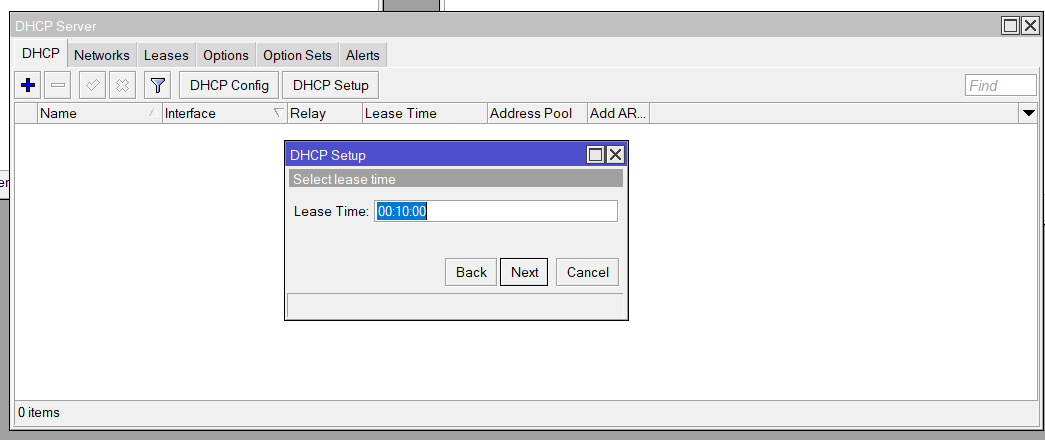 DHCP Server
DHCP Networks Leases Options Option Sets Alerts
DHCP Config DHCP Setup Find
Name Interface Relay Lease Time Address Pool Add AR...
DHCP Setup
Select lease time
Lease Time: 00:10:00
Back Next Cancel
0 items